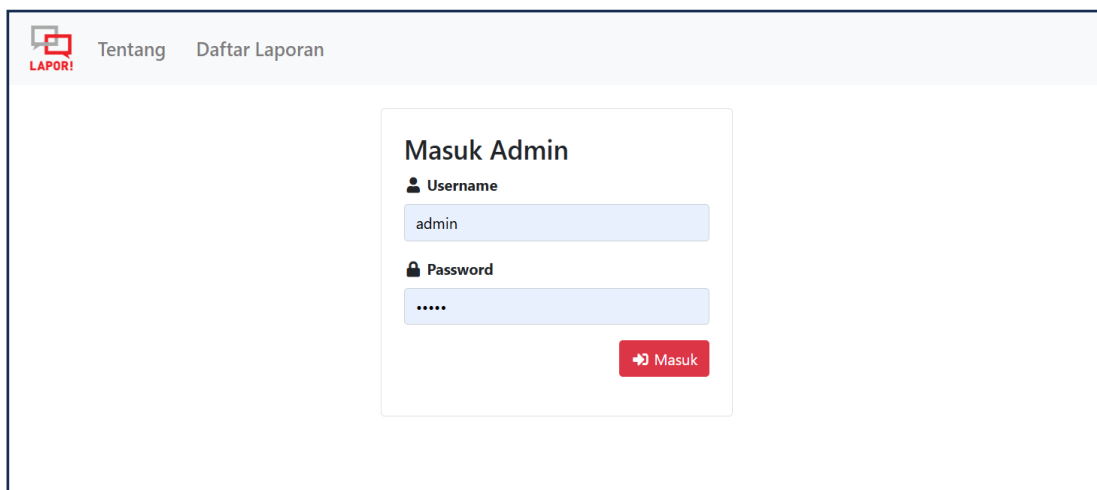 LAPOR!
Tentang Daftar Laporan
Masuk Admin
Username
admin
Password
•••••
Masuk